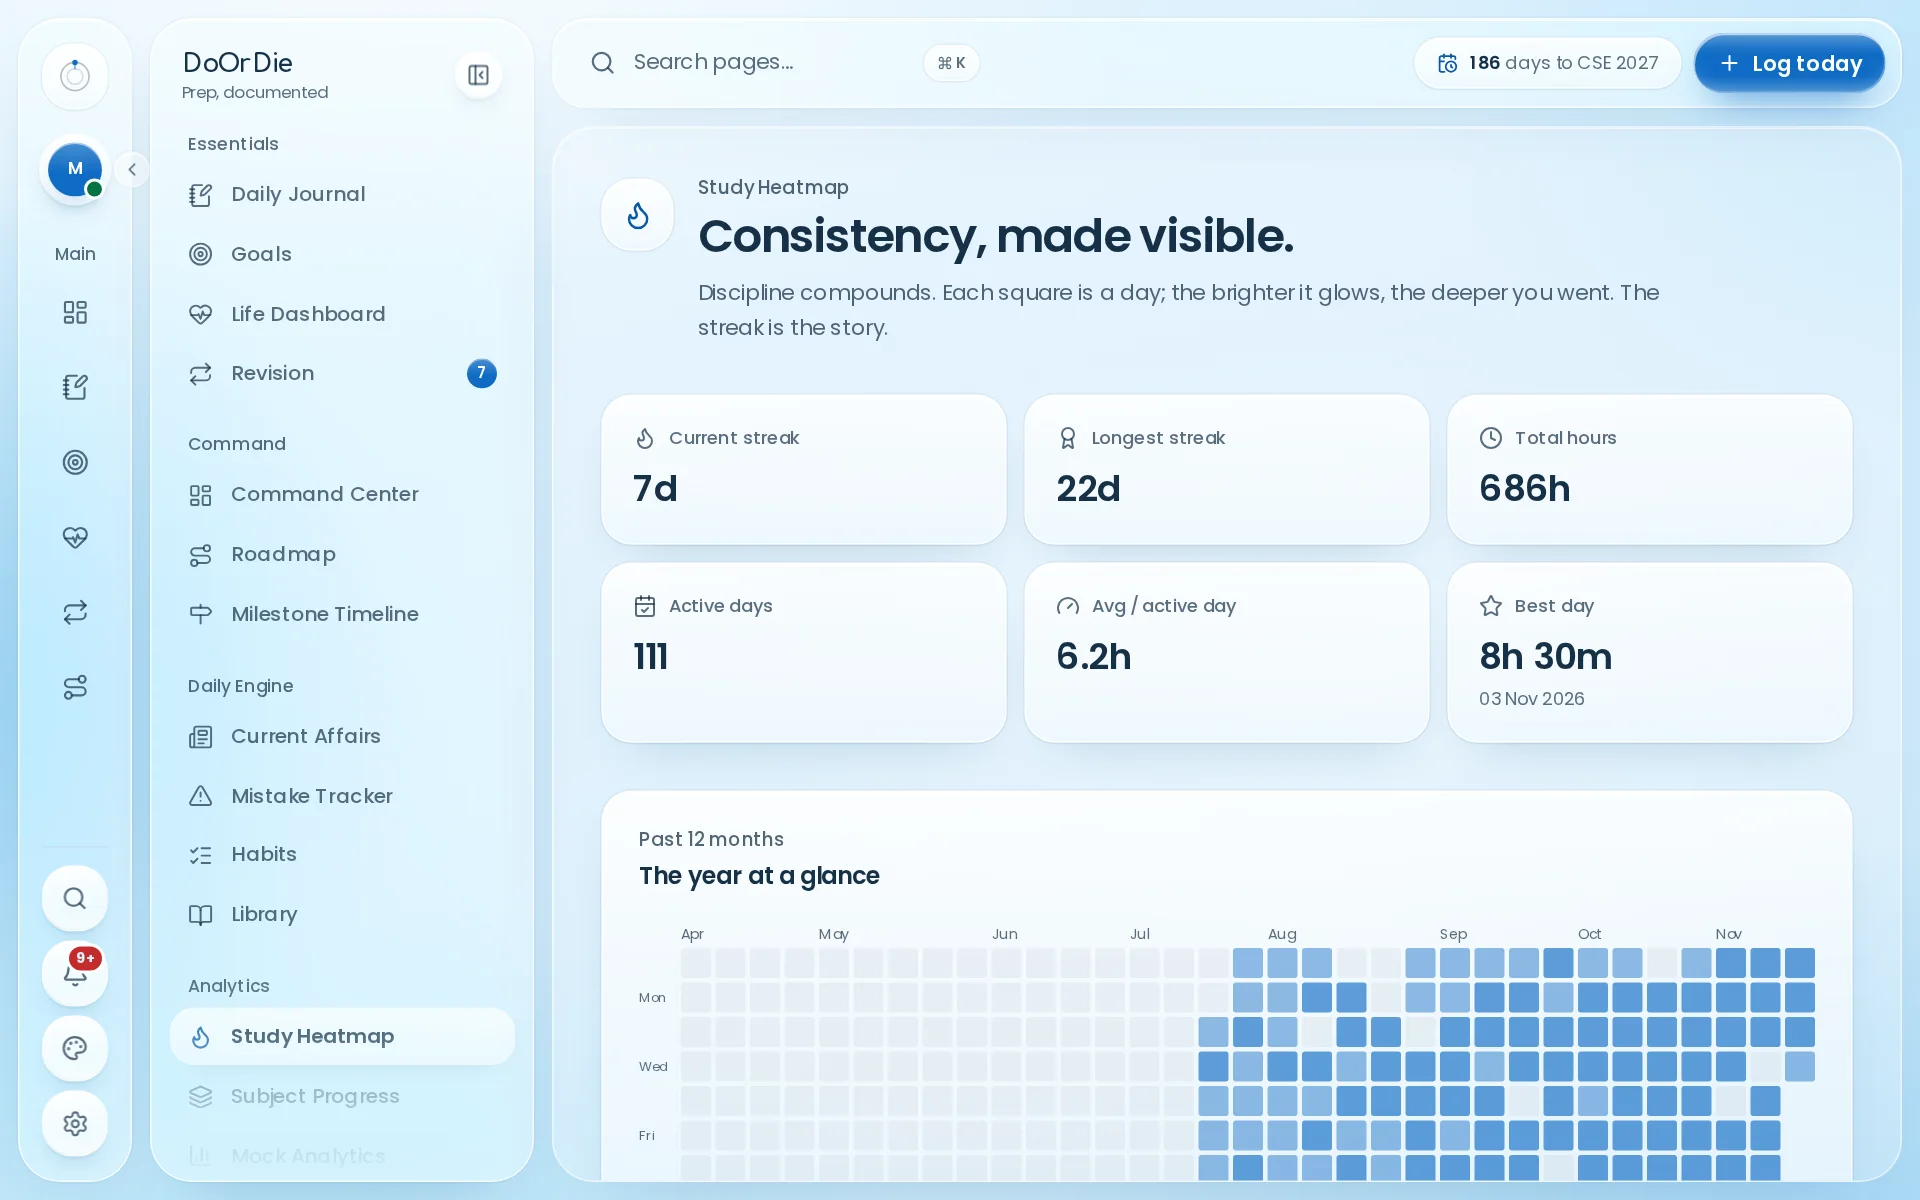 M
Main
9+
DoOrDie
Prep, documented
Essentials
Daily Journal
Goals
Life Dashboard
Revision
7
Command
Command Center
Roadmap
Milestone Timeline
Daily Engine
Current Affairs
Mistake Tracker
Habits
Library
Analytics
Study Heatmap
Subject Progress
Mock Analytics
Search pages...
⌘ K
186 days to CSE 2027
Log today
Study Heatmap
Consistency, made visible.
Discipline compounds. Each square is a day; the brighter it glows, the deeper you went. The
streak is the story.
Current streak
7d
Longest streak
22d
Total hours
686h
Active days
111
Avg / active day
6.2h
Best day
8h 30m
03 Nov 2026
Past 12 months
The year at a glance
Apr May Jun Jul Aug Sep Oct Nov
Mon
Wed
Fri